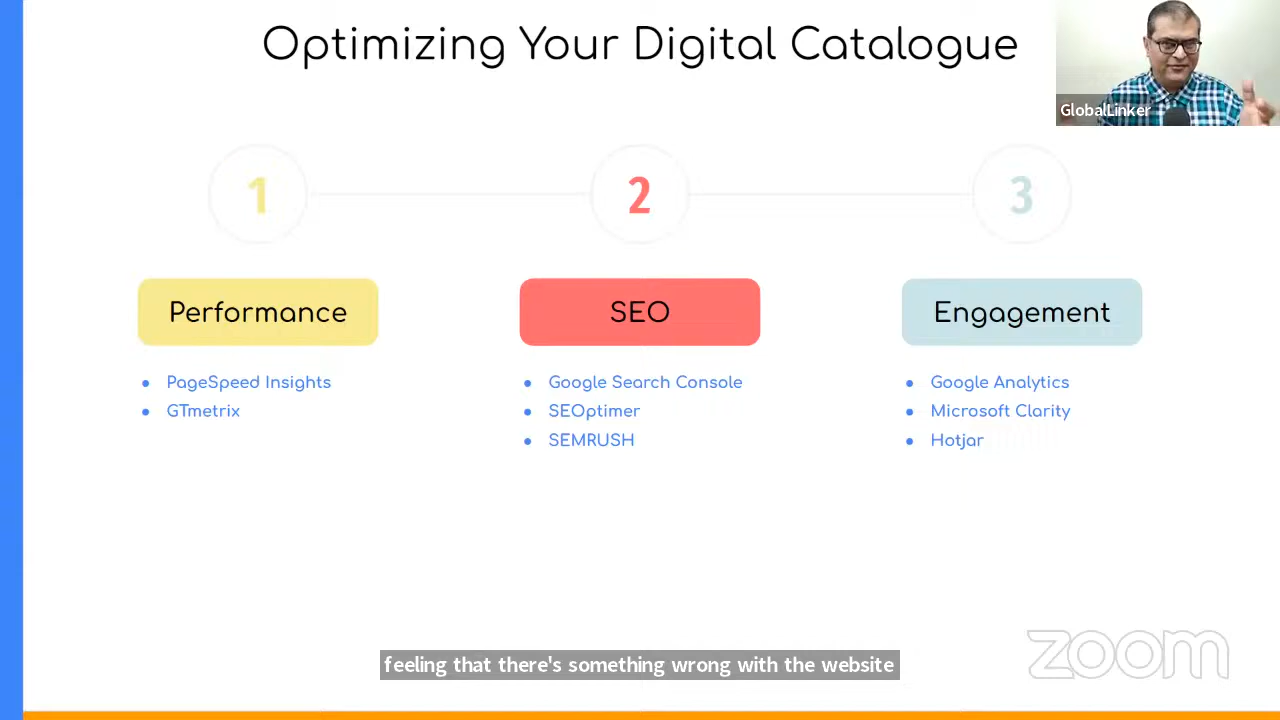 Optimizing Your Digital Catalogue
GlobalLinker
1
2
3
Performance
SEO
Engagement
● PageSpeed Insights
● GTmetrix
● Google Search Console
● SEOptimer
● SEMRUSH
● Google Analytics
● Microsoft Clarity
● Hotjar
feeling that there's something wrong with the website
zoom